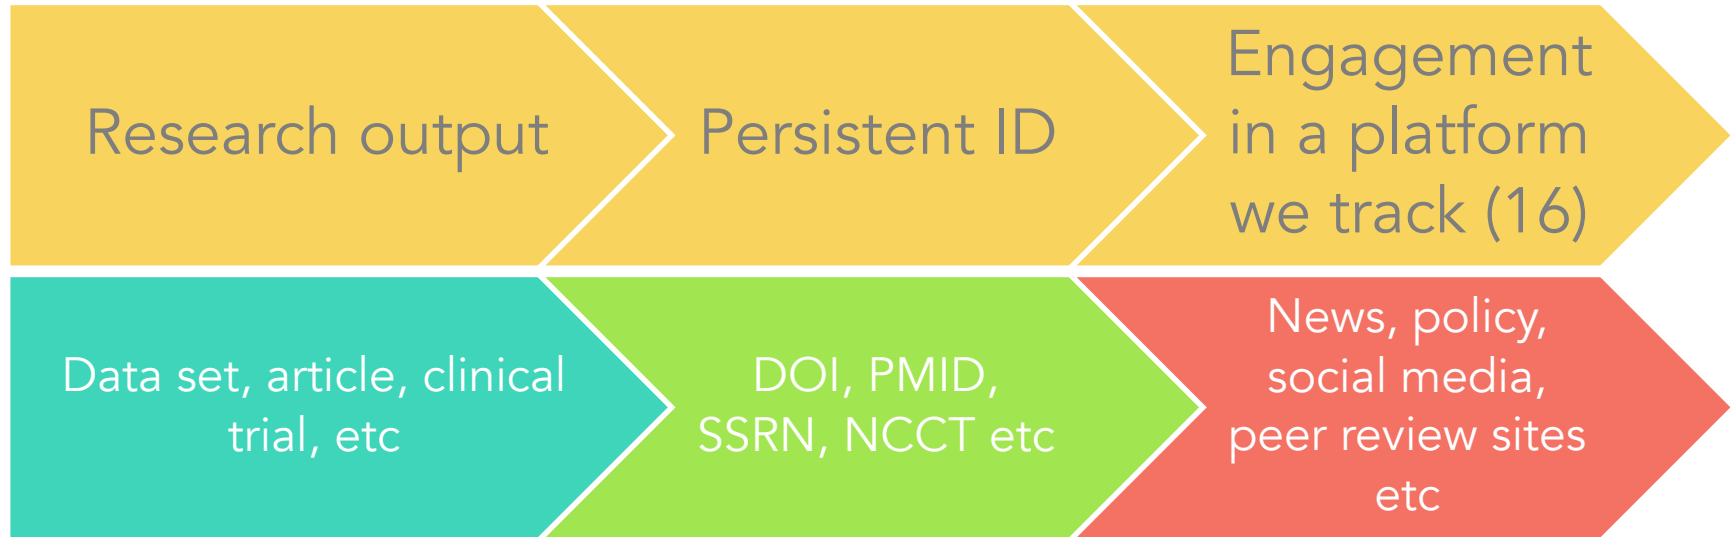 Research output
Persistent ID
Engagement
in a platform
we track (16)
Data set, article, clinical
trial, etc
DOI, PMID,
SSRN, NCCT etc
News, policy,
social media,
peer review sites
etc